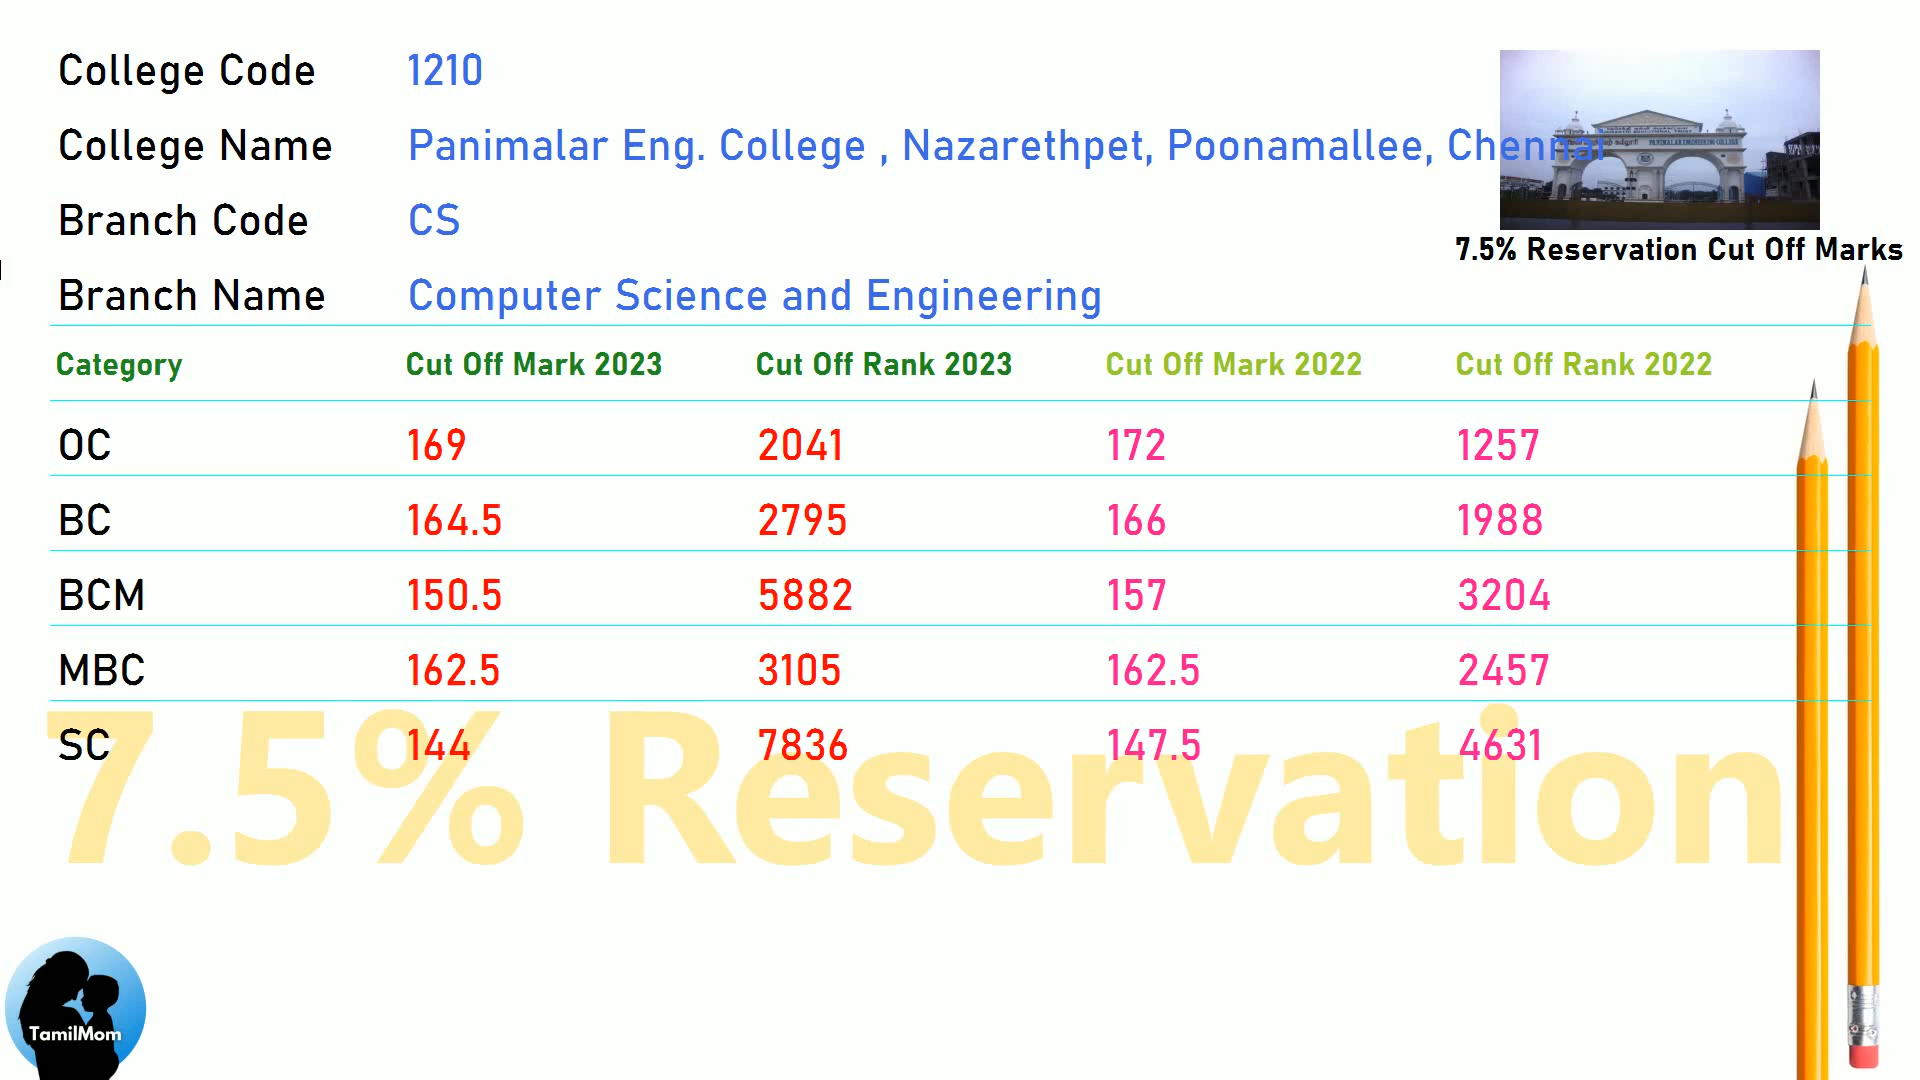 College Code 1210
College Name Panimalar Eng. College , Nazarethpet, Poonamallee, Chennai
PANIMALAR ENGINEERING COLLEGE
Branch Code CS
7.5% Reservation Cut Off Marks
Branch Name Computer Science and Engineering
Category Cut Off Mark 2023 Cut Off Rank 2023 Cut Off Mark 2022 Cut Off Rank 2022
OC 169 2041 172 1257
BC 164.5 2795 166 1988
BCM 150.5 5882 157 3204
MBC 162.5 3105 162.5 2457
SC 144 7836 147.5 4631
7.5% Reservation
TamilMom